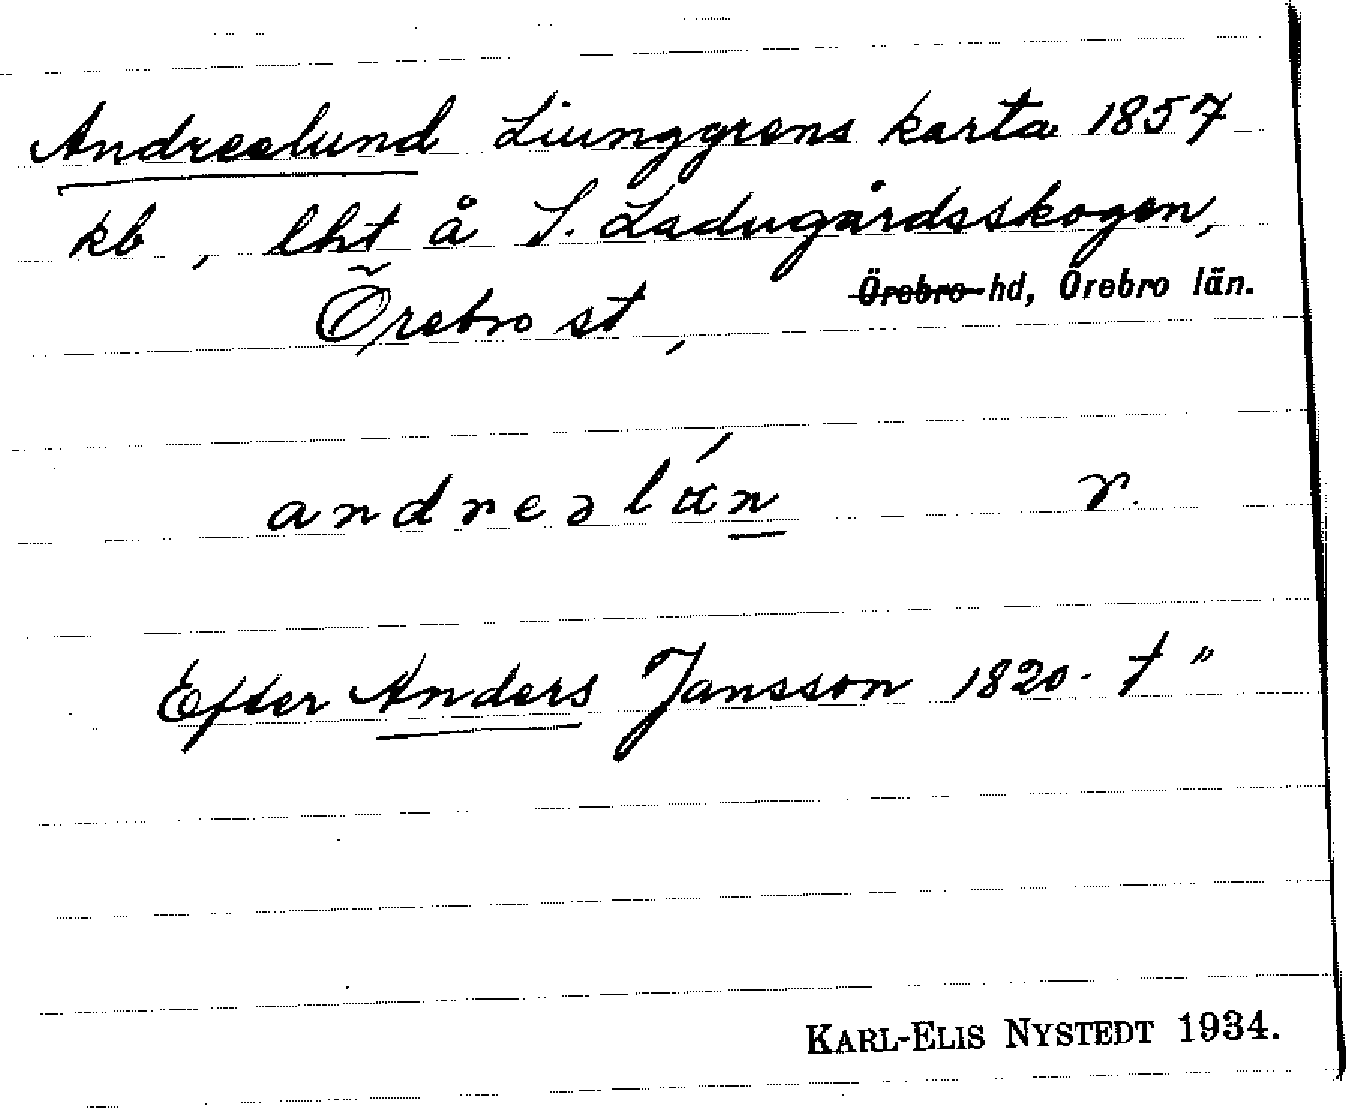 Andreelund Liunggrens karta 1857
kb, lht å S. Ladugårdsskogen,
Örebro st, Örebro hd, Örebro län.
andreəlún r.
Efter Anders Jansson 1820-t "
KARL-ELIS NYSTEDT 1934.